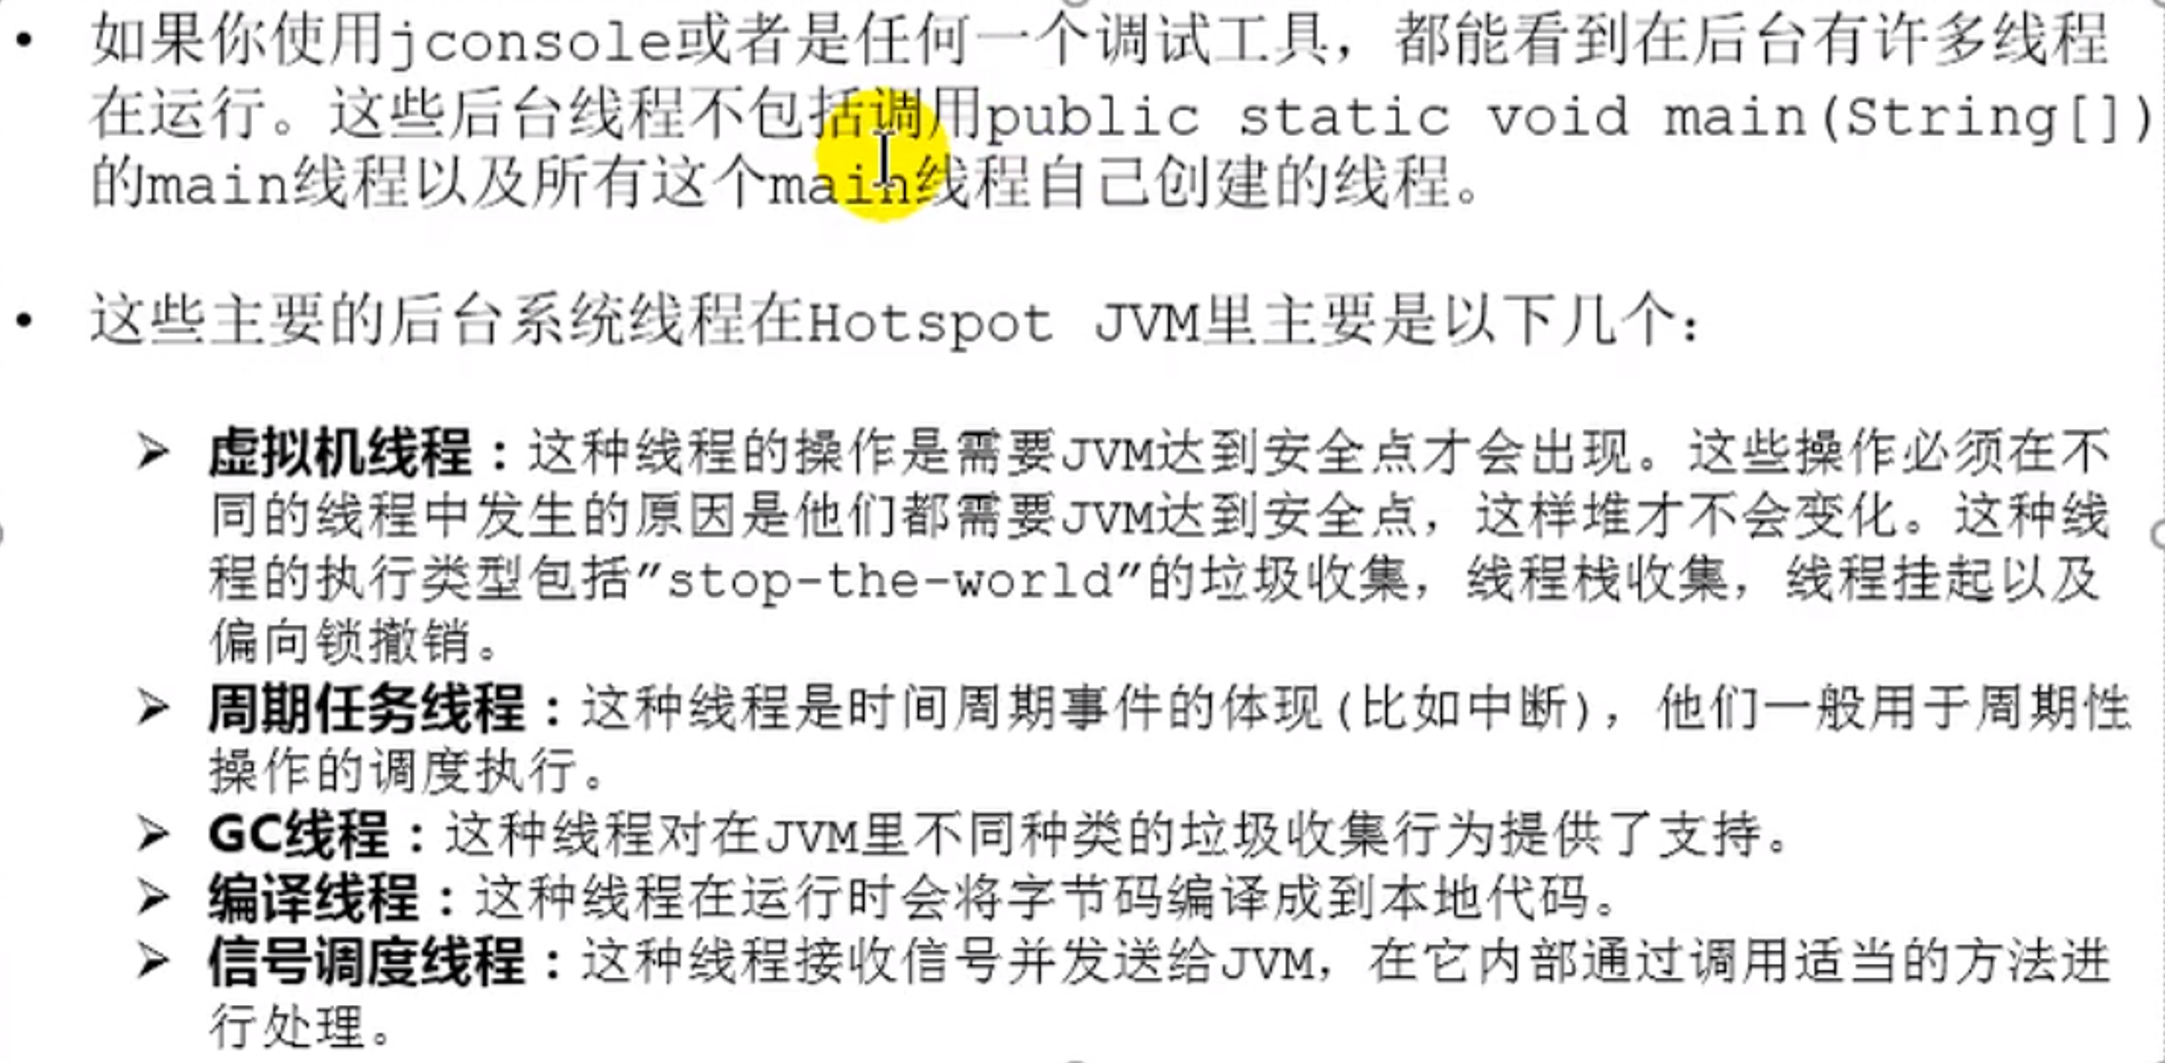 • 如果你使用jconsole或者是任何一个调试工具，都能看到在后台有许多线程
在运行。这些后台线程不包括调用public static void main(String[])
的main线程以及所有这个main线程自己创建的线程。
• 这些主要的后台系统线程在Hotspot JVM里主要是以下几个：
➢ 虚拟机线程：这种线程的操作是需要JVM达到安全点才会出现。这些操作必须在不
同的线程中发生的原因是他们都需要JVM达到安全点，这样堆才不会变化。这种线
程的执行类型包括"stop-the-world"的垃圾收集，线程栈收集，线程挂起以及
偏向锁撤销。
➢ 周期任务线程：这种线程是时间周期事件的体现(比如中断)，他们一般用于周期性
操作的调度执行。
➢ GC线程：这种线程对在JVM里不同种类的垃圾收集行为提供了支持。
➢ 编译线程：这种线程在运行时会将字节码编译成到本地代码。
➢ 信号调度线程：这种线程接收信号并发送给JVM，在它内部通过调用适当的方法进
行处理。